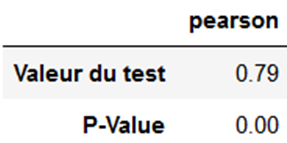 pearson
Valeur du test 0.79
P-Value 0.00